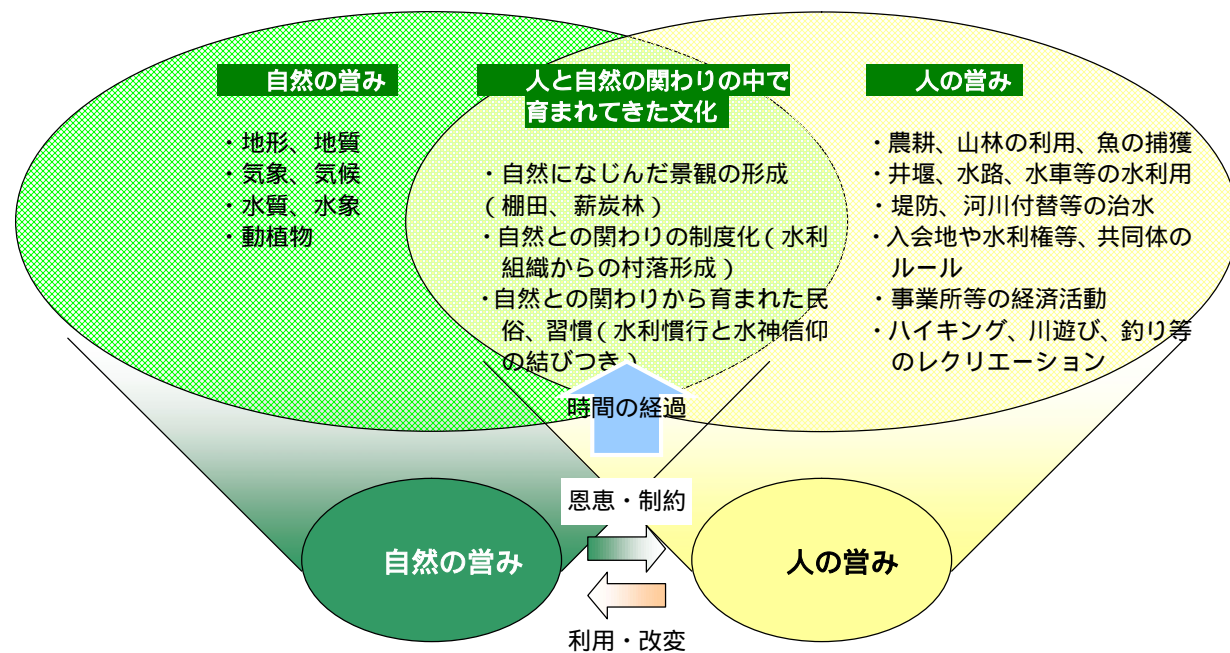 自然の営み
・地形、地質
・気象、気候
・水質、水象
・動植物
人と自然の関わりの中で
育まれてきた文化
・自然になじんだ景観の形成
（棚田、薪炭林）
・自然との関わりの制度化（水利
組織からの村落形成）
・自然との関わりから育まれた民
俗、習慣（水利慣行と水神信仰
の結びつき）
人の営み
・農耕、山林の利用、魚の捕獲
・井堰、水路、水車等の水利用
・堤防、河川付替等の治水
・入会地や水利権等、共同体の
ルール
・事業所等の経済活動
・ハイキング、川遊び、釣り等
のレクリエーション
時間の経過
恩恵・制約
自然の営み
人の営み
利用・改変